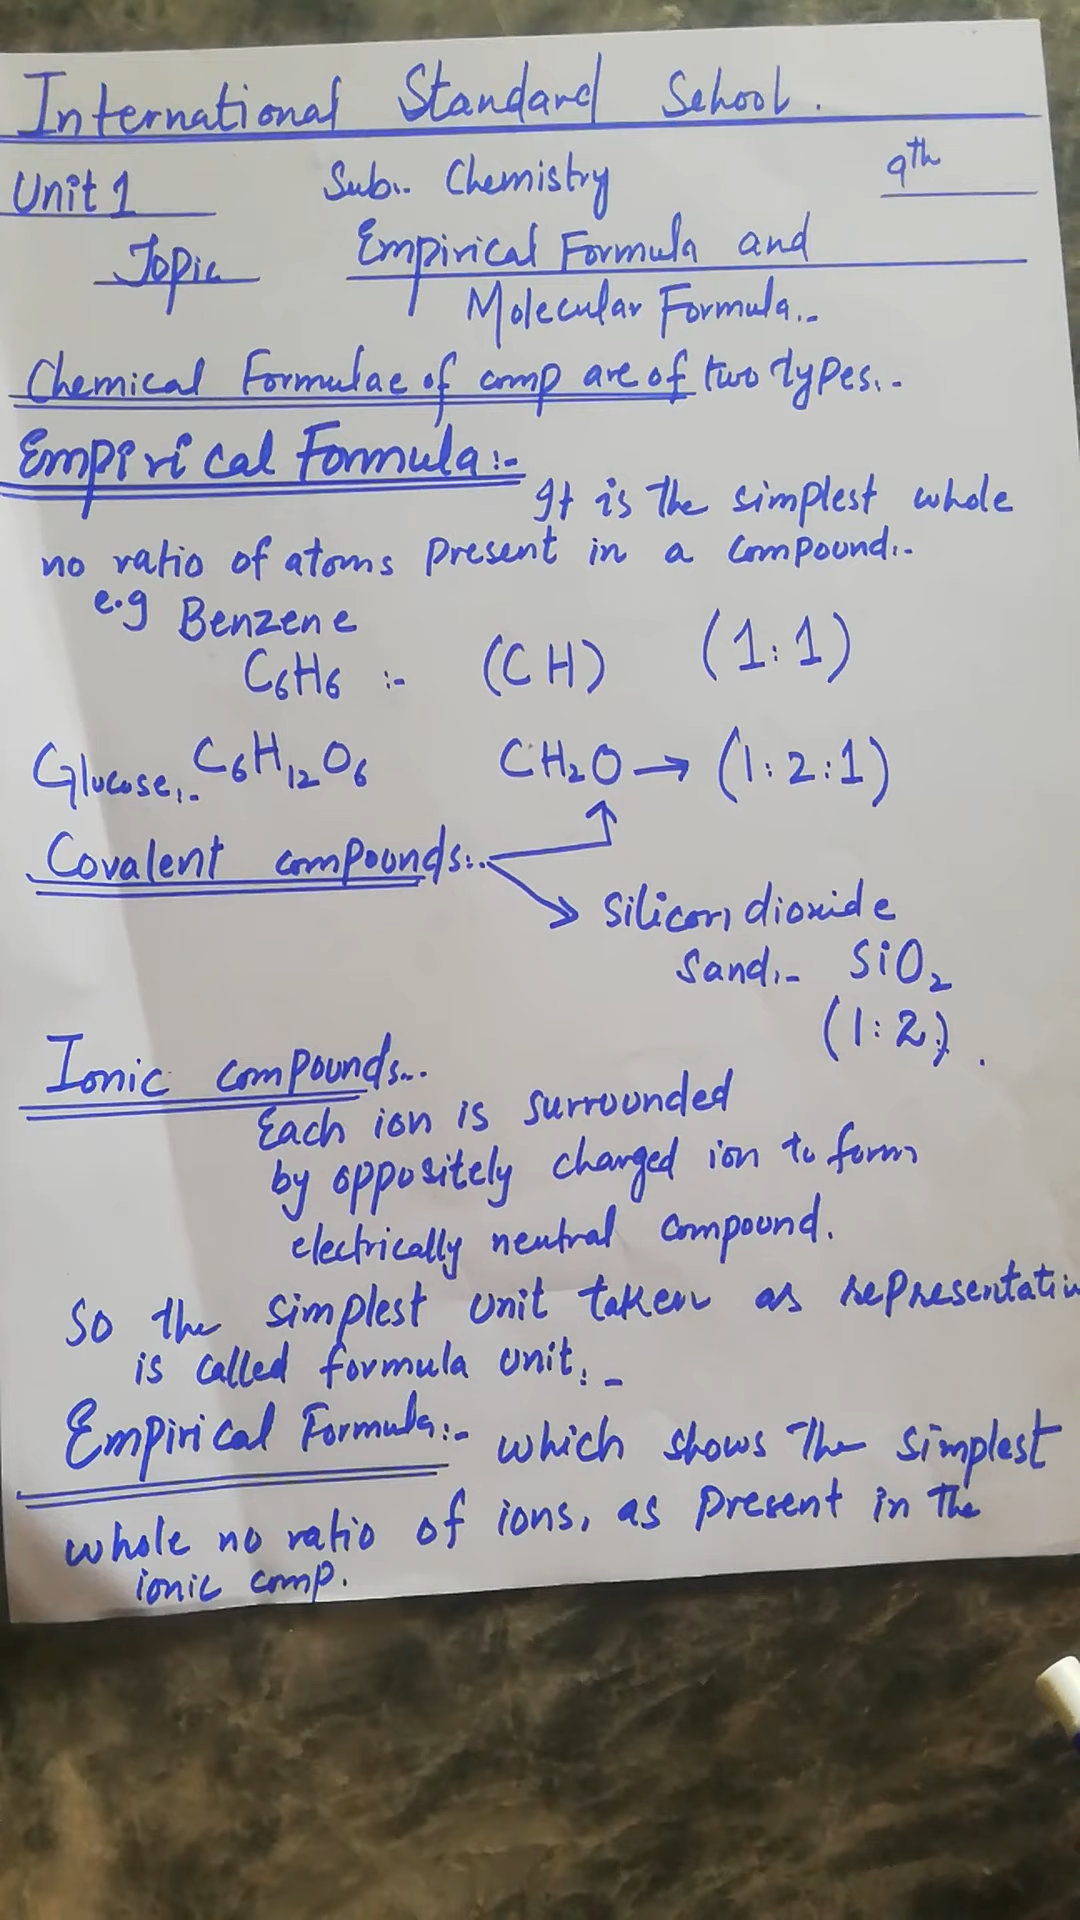 International Standard School.
Unit 1 Sub:. Chemistry 9th
Topic Empirical Formula and
Molecular Formula:-
Chemical Formulae of comp are of two types:-
Empirical Formula:-
It is the simplest whole
no ratio of atoms present in a compound:-
e.g Benzene
C6H6 :- (CH) (1:1)
Glucose:- C6H12O6 CH2O → (1:2:1)
Covalent compounds:-
Silicon dioxide
Sand:- SiO2
(1:2).
Ionic compounds:-
Each ion is surrounded
by oppositely charged ion to form
electrically neutral compound.
So the simplest unit taken as representativ
is called formula unit:-
Empirical Formula:- which shows the simplest
whole no ratio of ions, as present in the
ionic comp.